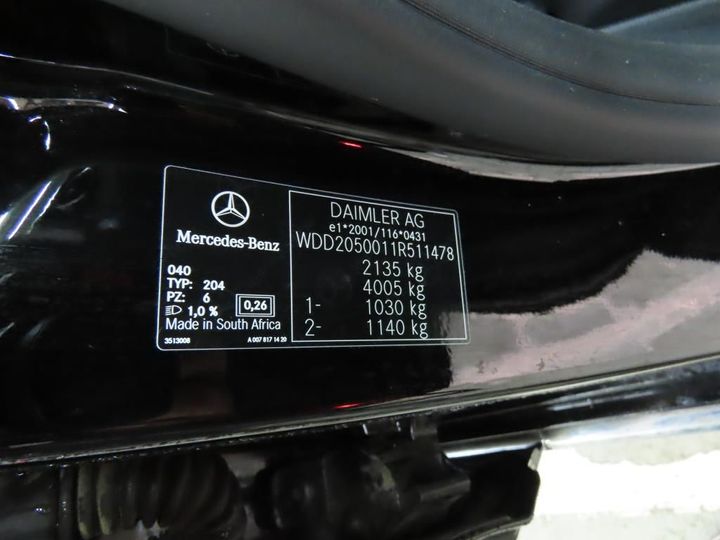 Mercedes-Benz
040
TYP: 204
PZ: 6
1,0 % 0,26
Made in South Africa
3513008 A 007 817 14 20
DAIMLER AG
e1*2001/116*0431
WDD2050011R511478
2135 kg
4005 kg
1- 1030 kg
2- 1140 kg